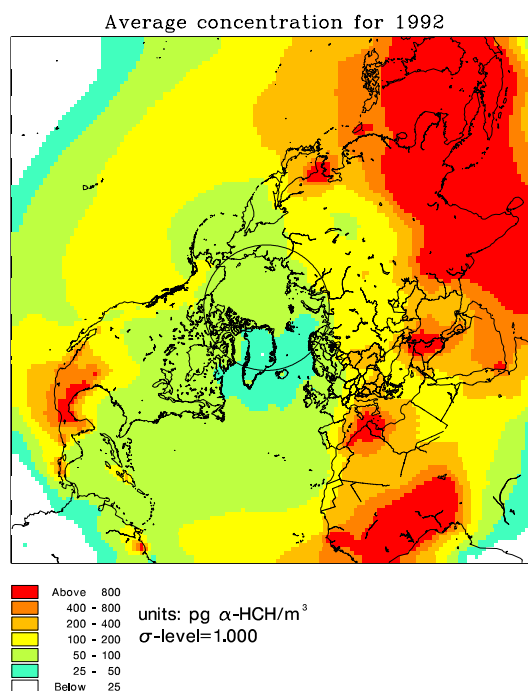 Average concentration for 1992
Above 800
400 - 800
200 - 400
100 - 200
50 - 100
25 - 50
Below 25
units: pg α-HCH/m³
σ-level=1.000